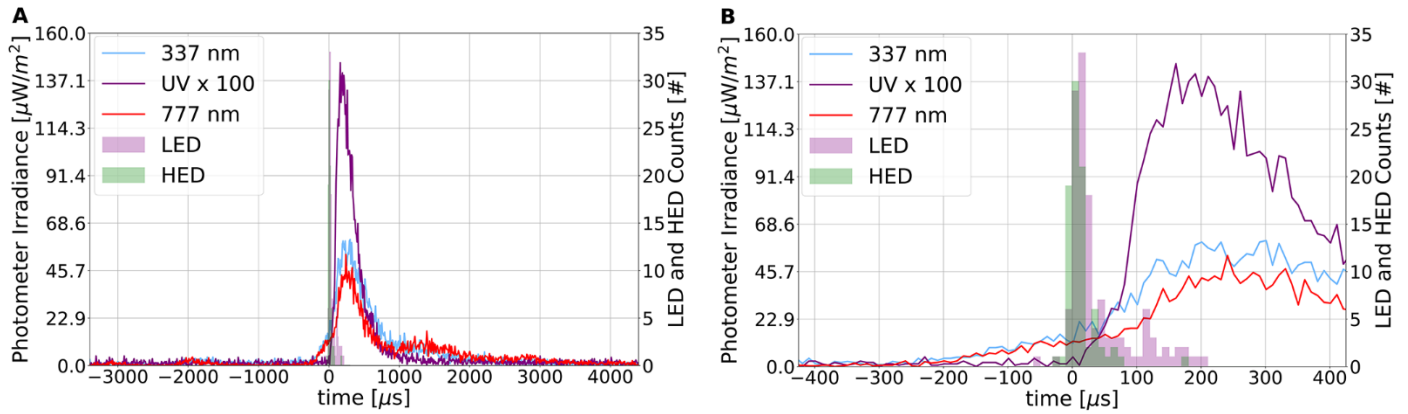 A
160.0
137.1
114.3
91.4
68.6
45.7
22.9
0.0
Photometer Irradiance [μW/m²]
337 nm
UV x 100
777 nm
LED
HED
35
30
25
20
15
10
5
0
LED and HED Counts [#]
−3000 −2000 −1000 0 1000 2000 3000 4000
time [μs]
B
160.0
137.1
114.3
91.4
68.6
45.7
22.9
0.0
Photometer Irradiance [μW/m²]
337 nm
UV x 100
777 nm
LED
HED
35
30
25
20
15
10
5
0
LED and HED Counts [#]
−400 −300 −200 −100 0 100 200 300 400
time [μs]